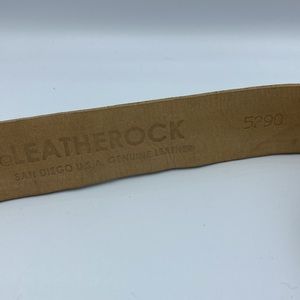 LEATHEROCK 5290
SAN DIEGO U.S.A. GENUINE LEATHER